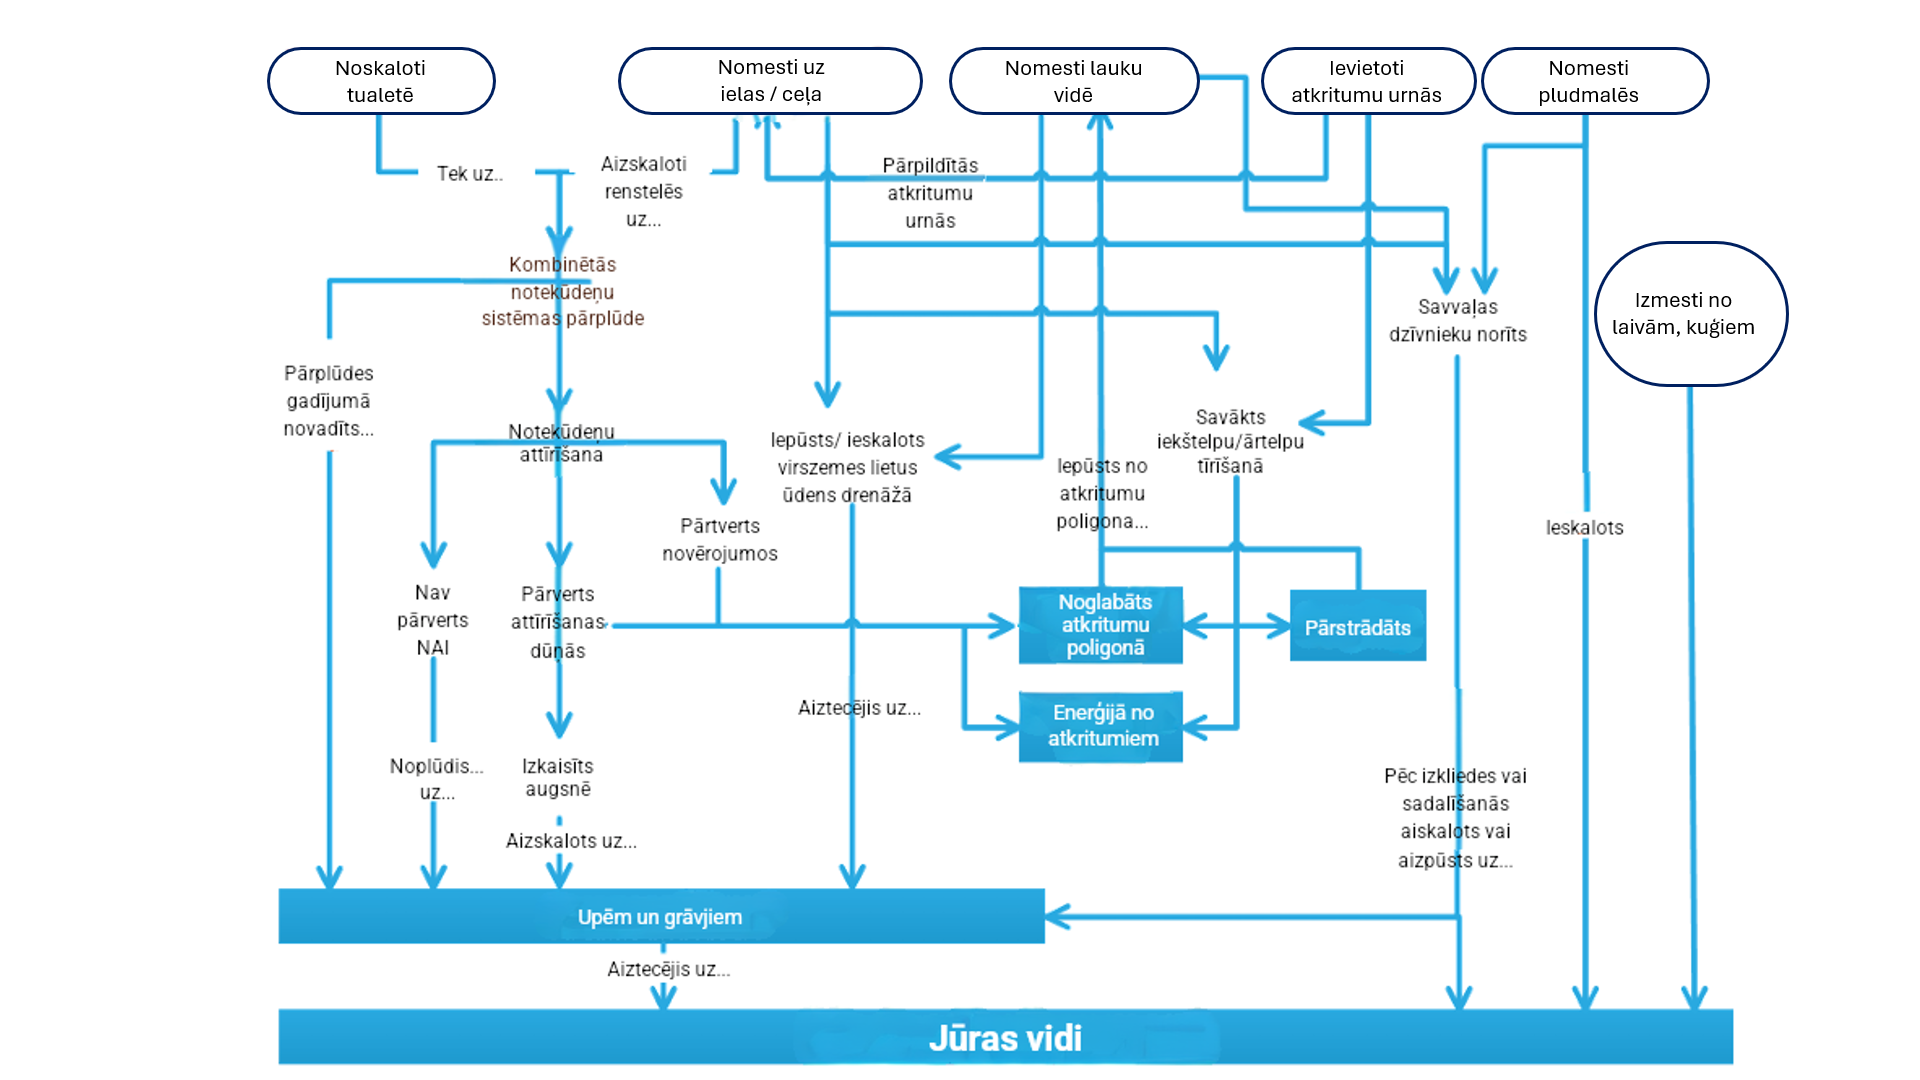 Noskaloti
tualetē
Nomesti uz
ielas / ceļa
Nomesti lauku
vidē
Ievietoti
atkritumu urnās
Nomesti
pludmalēs
Tek uz..
Aizskaloti
renstelēs
uz...
Pārpildītās
atkritumu
urnās
Kombinētās
notekūdeņu
sistēmas pārplūde
Savvaļas
dzīvnieku norīts
Izmesti no
laivām, kuģiem
Pārplūdes
gadījumā
novadīts...
Notekūdeņu
attīrīšana
Iepūsts/ ieskalots
virszemes lietus
ūdens drenāžā
Savākts
iekštelpu/ārtelpu
tīrīšanā
Iepūsts no
atkritumu
poligona...
Pārtverts
novērojumos
Ieskalots
Nav
pārverts
NAI
Pārverts
attīrīšanas
dūņās
Noglabāts
atkritumu
poligonā
Pārstrādāts
Aiztecējis uz...
Enerģijā no
atkritumiem
Noplūdis...
uz...
Izkaisīts
augsnē
Pēc izkliedes vai
sadalīšanās
aiskalots vai
aizpūsts uz...
Aizskalots uz...
Upēm un grāvjiem
Aiztecējis uz...
Jūras vidi